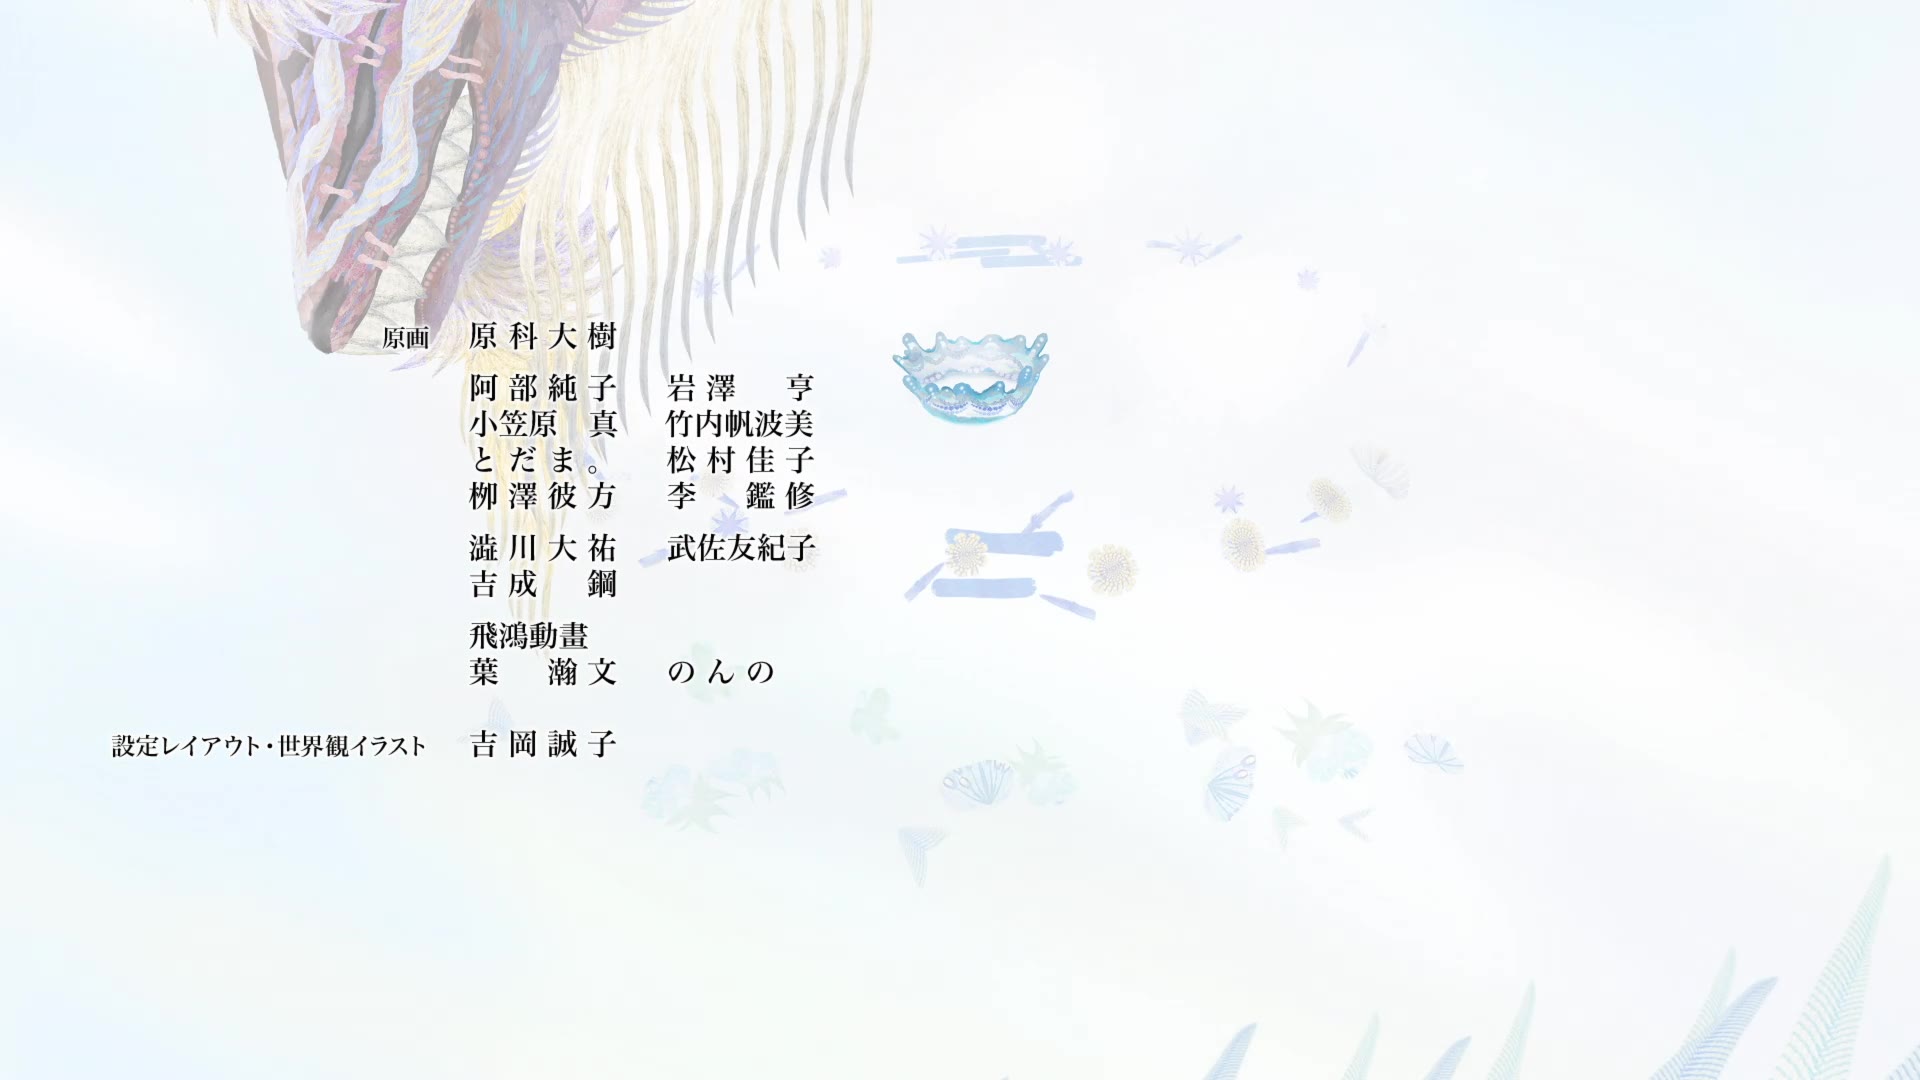 原画 原科大樹
阿部純子 岩澤亨
小笠原真 竹内帆波美
とだま。 松村佳子
栁澤彼方 李鑑修
澁川大祐 武佐友紀子
吉成鋼
飛鴻動畫
葉瀚文 のんの
設定レイアウト・世界観イラスト 吉岡誠子